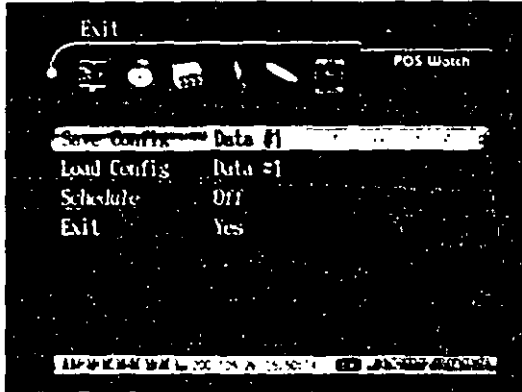 Exit
POS Watch
Save Config Data #1
Load Config Data #1
Schedule Off
Exit Yes